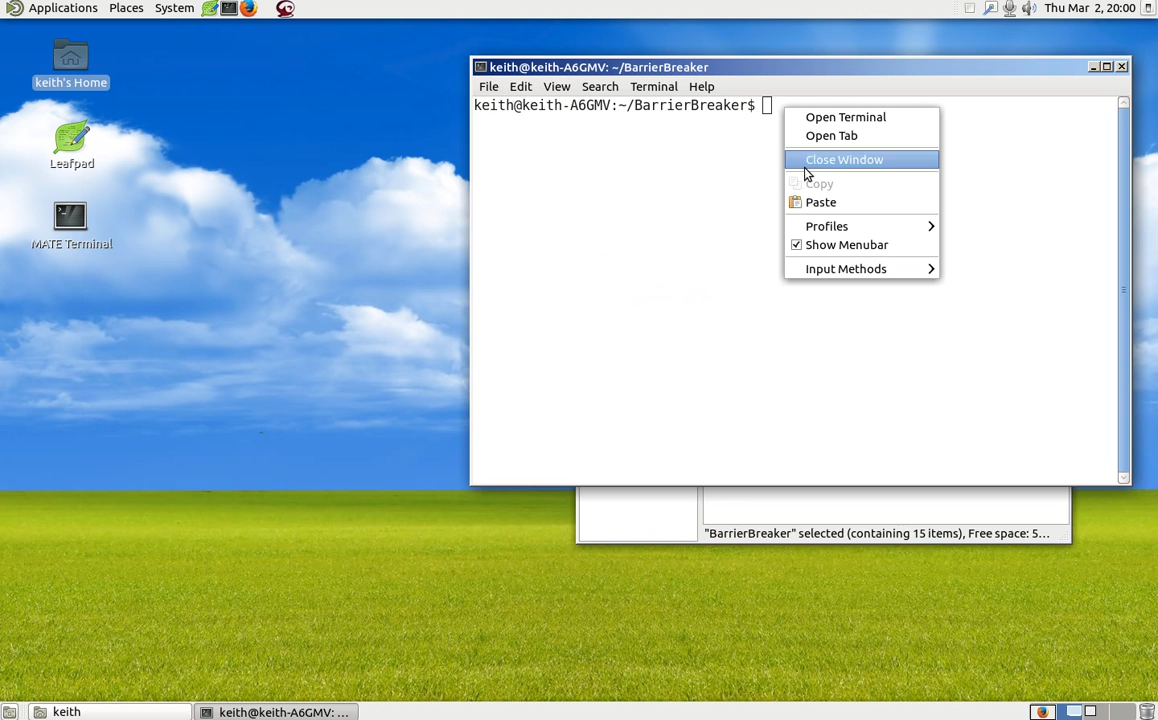 Applications Places System
Thu Mar 2, 20:00
keith's Home
Leafpad
MATE Terminal
keith@keith-A6GMV: ~/BarrierBreaker
File Edit View Search Terminal Help
keith@keith-A6GMV:~/BarrierBreaker$
Open Terminal
Open Tab
Close Window
Copy
Paste
Profiles
Show Menubar
Input Methods
"BarrierBreaker" selected (containing 15 items), Free space: 5…
keith
keith@keith-A6GMV: ...